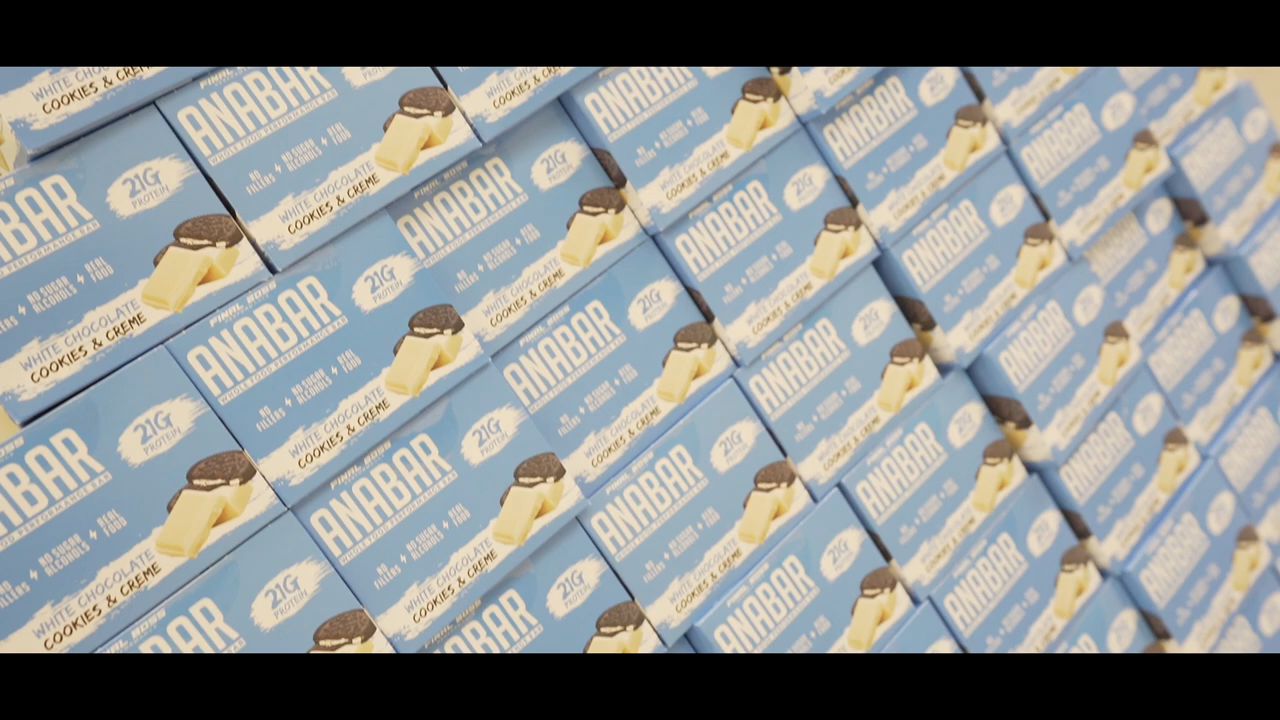 FINAL BOSS
ANABAR
WHOLE FOOD PERFORMANCE BAR
21G
PROTEIN
NO FILLERS
NO SUGAR ALCOHOLS
REAL FOOD
WHITE CHOCOLATE
COOKIES & CREME